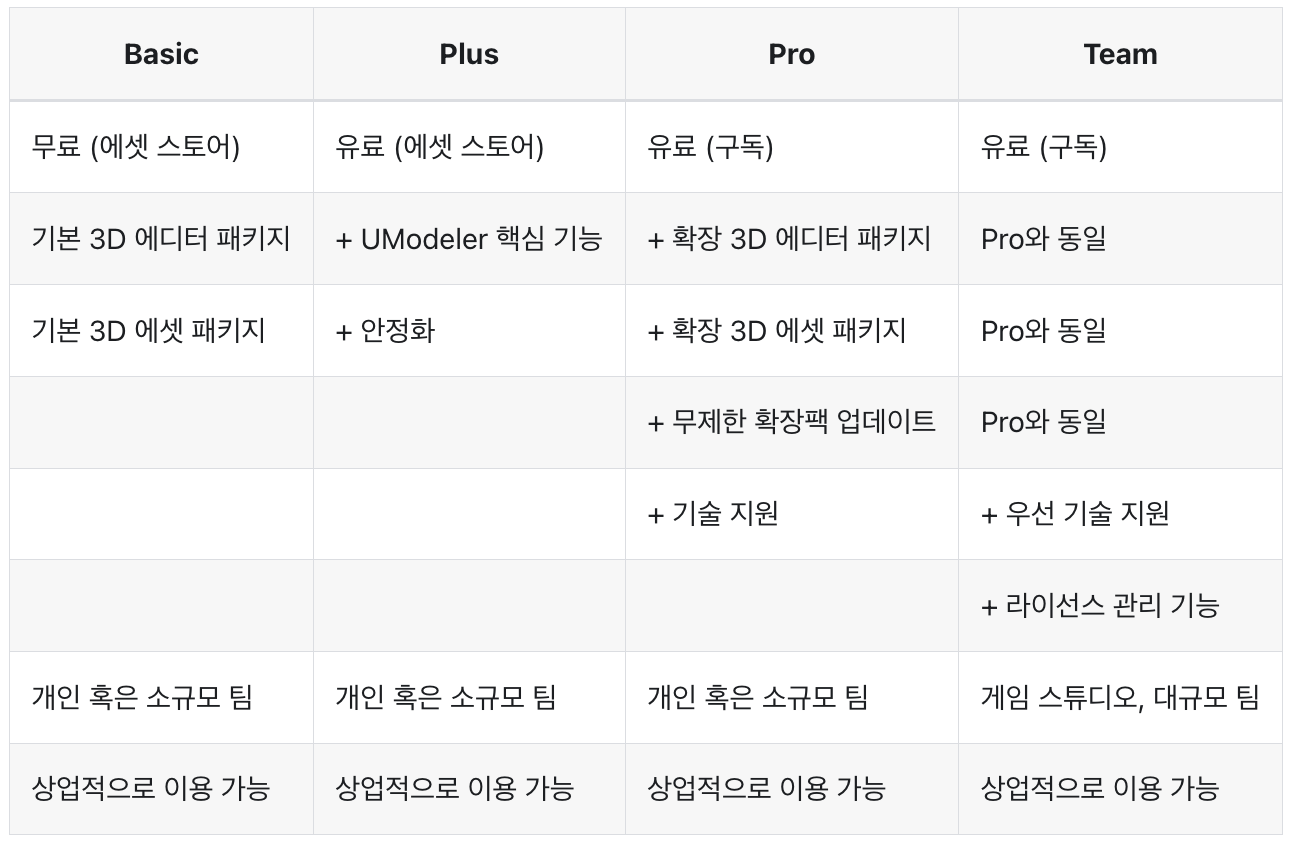 Basic Plus Pro Team
무료 (에셋 스토어) 유료 (에셋 스토어) 유료 (구독) 유료 (구독)
기본 3D 에디터 패키지 + UModeler 핵심 기능 + 확장 3D 에디터 패키지 Pro와 동일
기본 3D 에셋 패키지 + 안정화 + 확장 3D 에셋 패키지 Pro와 동일
+ 무제한 확장팩 업데이트 Pro와 동일
+ 기술 지원 + 우선 기술 지원
+ 라이선스 관리 기능
개인 혹은 소규모 팀 개인 혹은 소규모 팀 개인 혹은 소규모 팀 게임 스튜디오, 대규모 팀
상업적으로 이용 가능 상업적으로 이용 가능 상업적으로 이용 가능 상업적으로 이용 가능